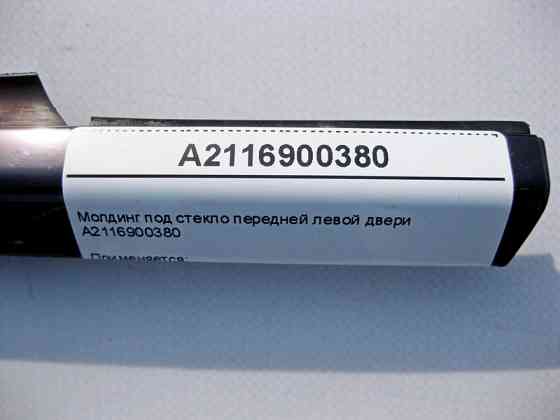 A2116900380
Молдинг под стекло передней левой двери
A2116900380
Применяется: